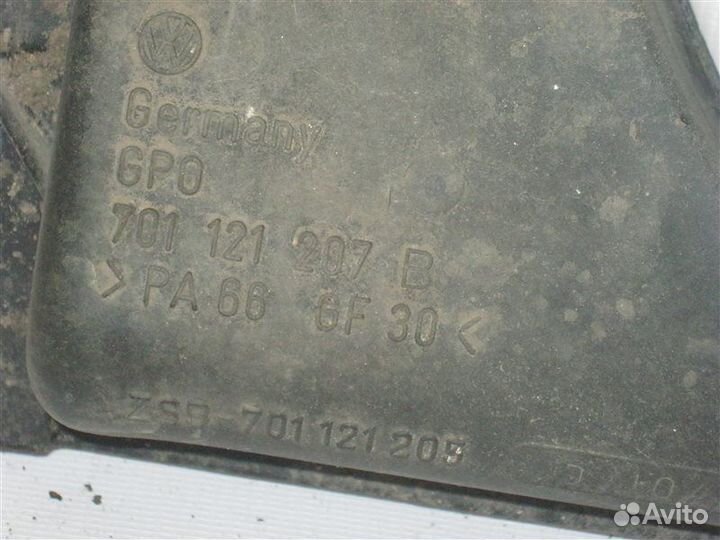 Germany
GPO
701 121 207 B
>PA 66 GF 30<
ZSB 701 121 205
Avito